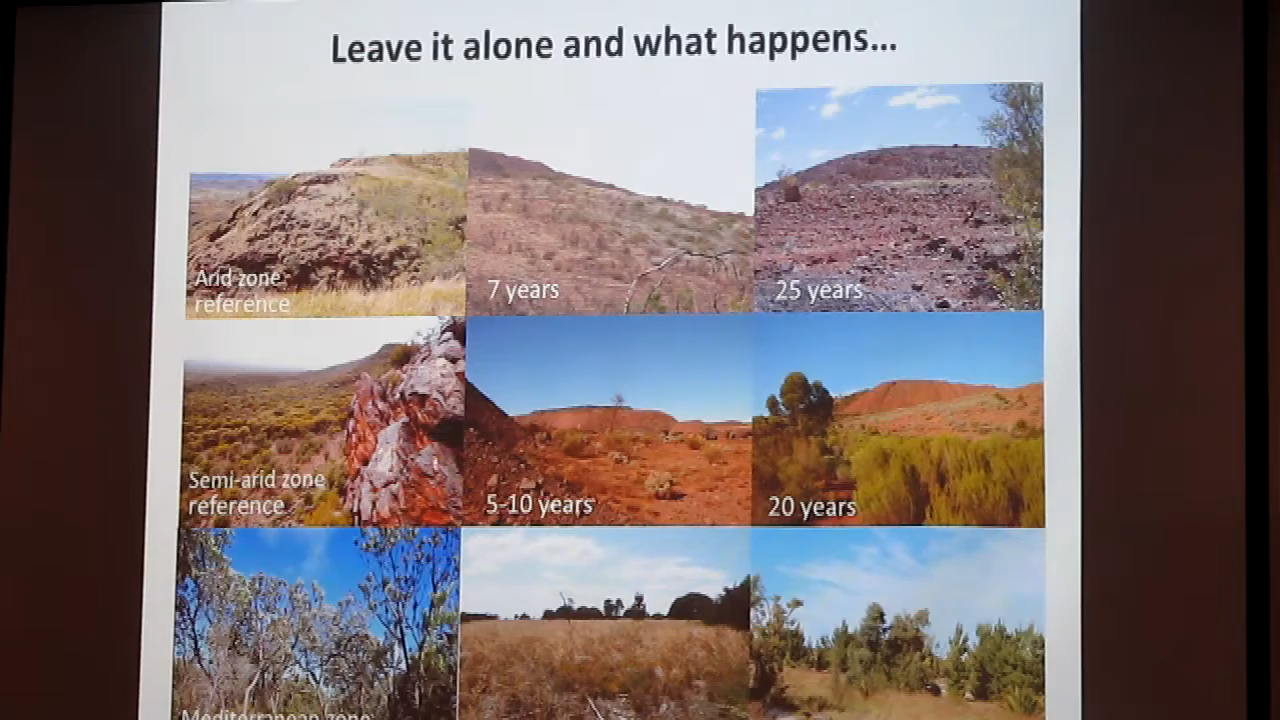 Leave it alone and what happens...
Arid zone
reference
7 years
25 years
Semi-arid zone
reference
5-10 years
20 years
Mediterranean zone